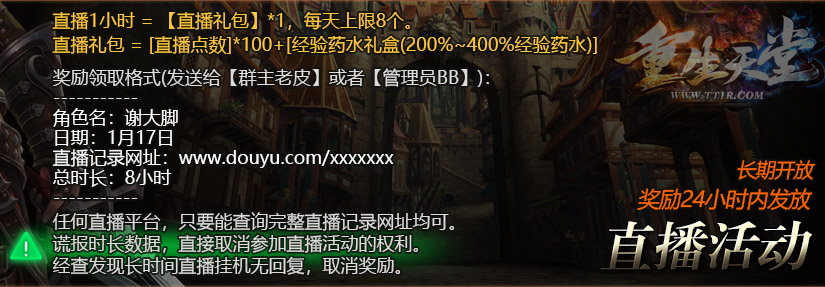 直播1小时 = 【直播礼包】*1，每天上限8个。
直播礼包 = [直播点数]*100+[经验药水礼盒(200%~400%经验药水)]
重生天堂
WWW.TTIR.COM
奖励领取格式(发送给【群主老皮】或者【管理员BB】)：
-----------
角色名：谢大脚
日期：1月17日
直播记录网址：www.douyu.com/xxxxxxx
总时长：8小时
-----------
长期开放
奖励24小时内发放
直播活动
任何直播平台，只要能查询完整直播记录网址均可。
谎报时长数据，直接取消参加直播活动的权利。
经查发现长时间直播挂机无回复，取消奖励。